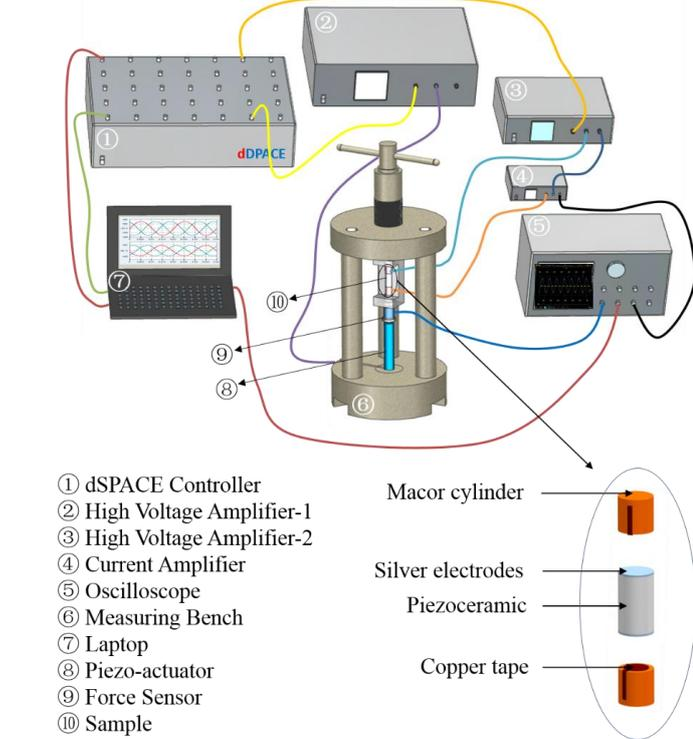 ②
③
①
dDPACE
④
⑤
⑦
⑩
⑨
⑧
⑥
① dSPACE Controller
② High Voltage Amplifier-1
③ High Voltage Amplifier-2
④ Current Amplifier
⑤ Oscilloscope
⑥ Measuring Bench
⑦ Laptop
⑧ Piezo-actuator
⑨ Force Sensor
⑩ Sample
Macor cylinder
Silver electrodes
Piezoceramic
Copper tape